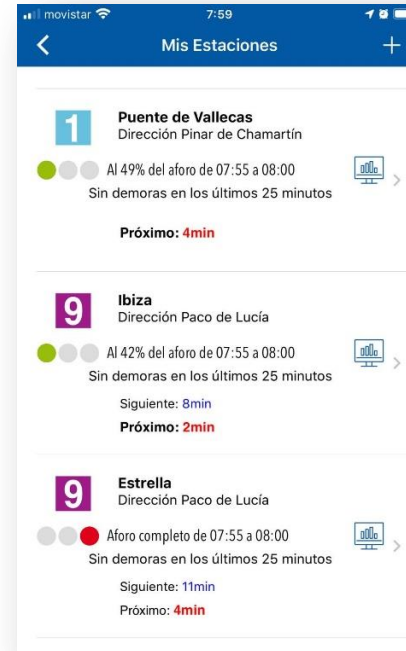 movistar 7:59
Mis Estaciones +
1 Puente de Vallecas
Dirección Pinar de Chamartín
Al 49% del aforo de 07:55 a 08:00
Sin demoras en los últimos 25 minutos
Próximo: 4min
9 Ibiza
Dirección Paco de Lucía
Al 42% del aforo de 07:55 a 08:00
Sin demoras en los últimos 25 minutos
Siguiente: 8min
Próximo: 2min
9 Estrella
Dirección Paco de Lucía
Aforo completo de 07:55 a 08:00
Sin demoras en los últimos 25 minutos
Siguiente: 11min
Próximo: 4min